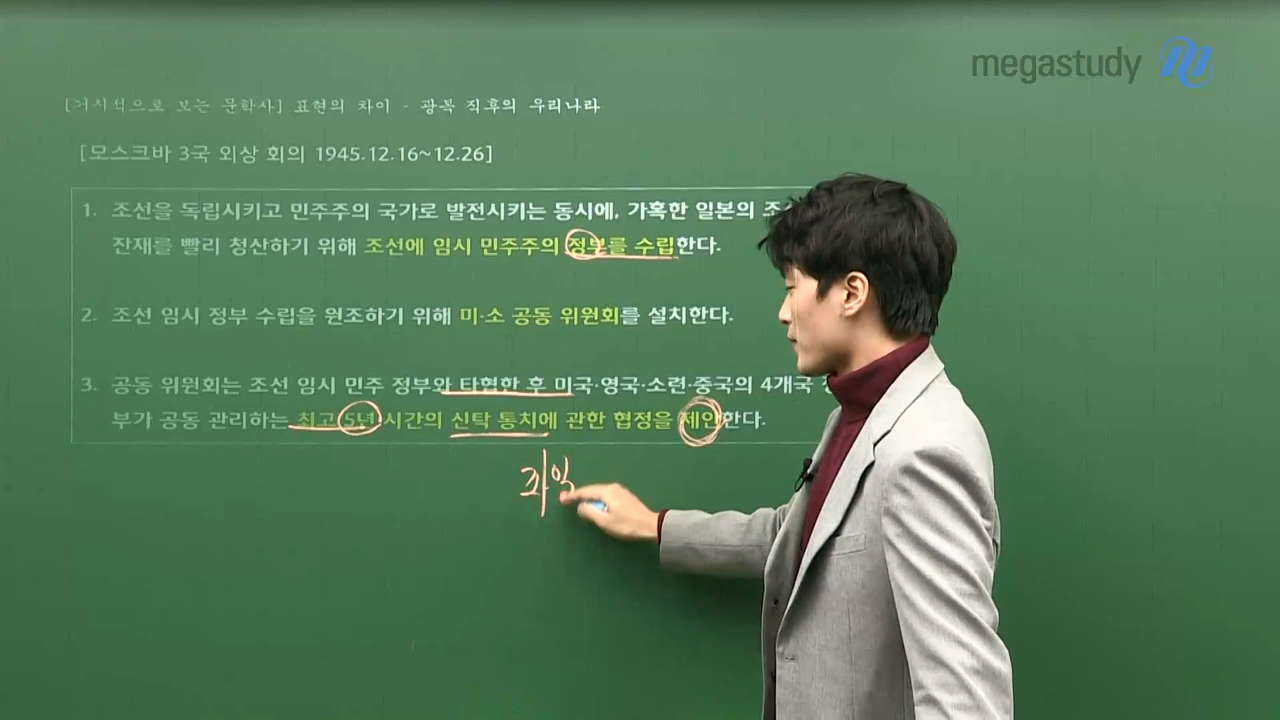 megastudy
[거시적으로 보는 문학사] 표현의 차이 - 광복 직후의 우리나라
[모스크바 3국 외상 회의 1945.12.16~12.26]
1. 조선을 독립시키고 민주주의 국가로 발전시키는 동시에, 가혹한 일본의
잔재를 빨리 청산하기 위해 조선에 임시 민주주의 정부를 수립한다.
2. 조선 임시 정부 수립을 원조하기 위해 미·소 공동 위원회를 설치한다.
3. 공동 위원회는 조선 임시 민주 정부와 타협한 후 미국·영국·소련·중국의 4개국
부가 공동 관리하는 최고 5년 시간의 신탁 통치에 관한 협정을 제안한다.
좌익